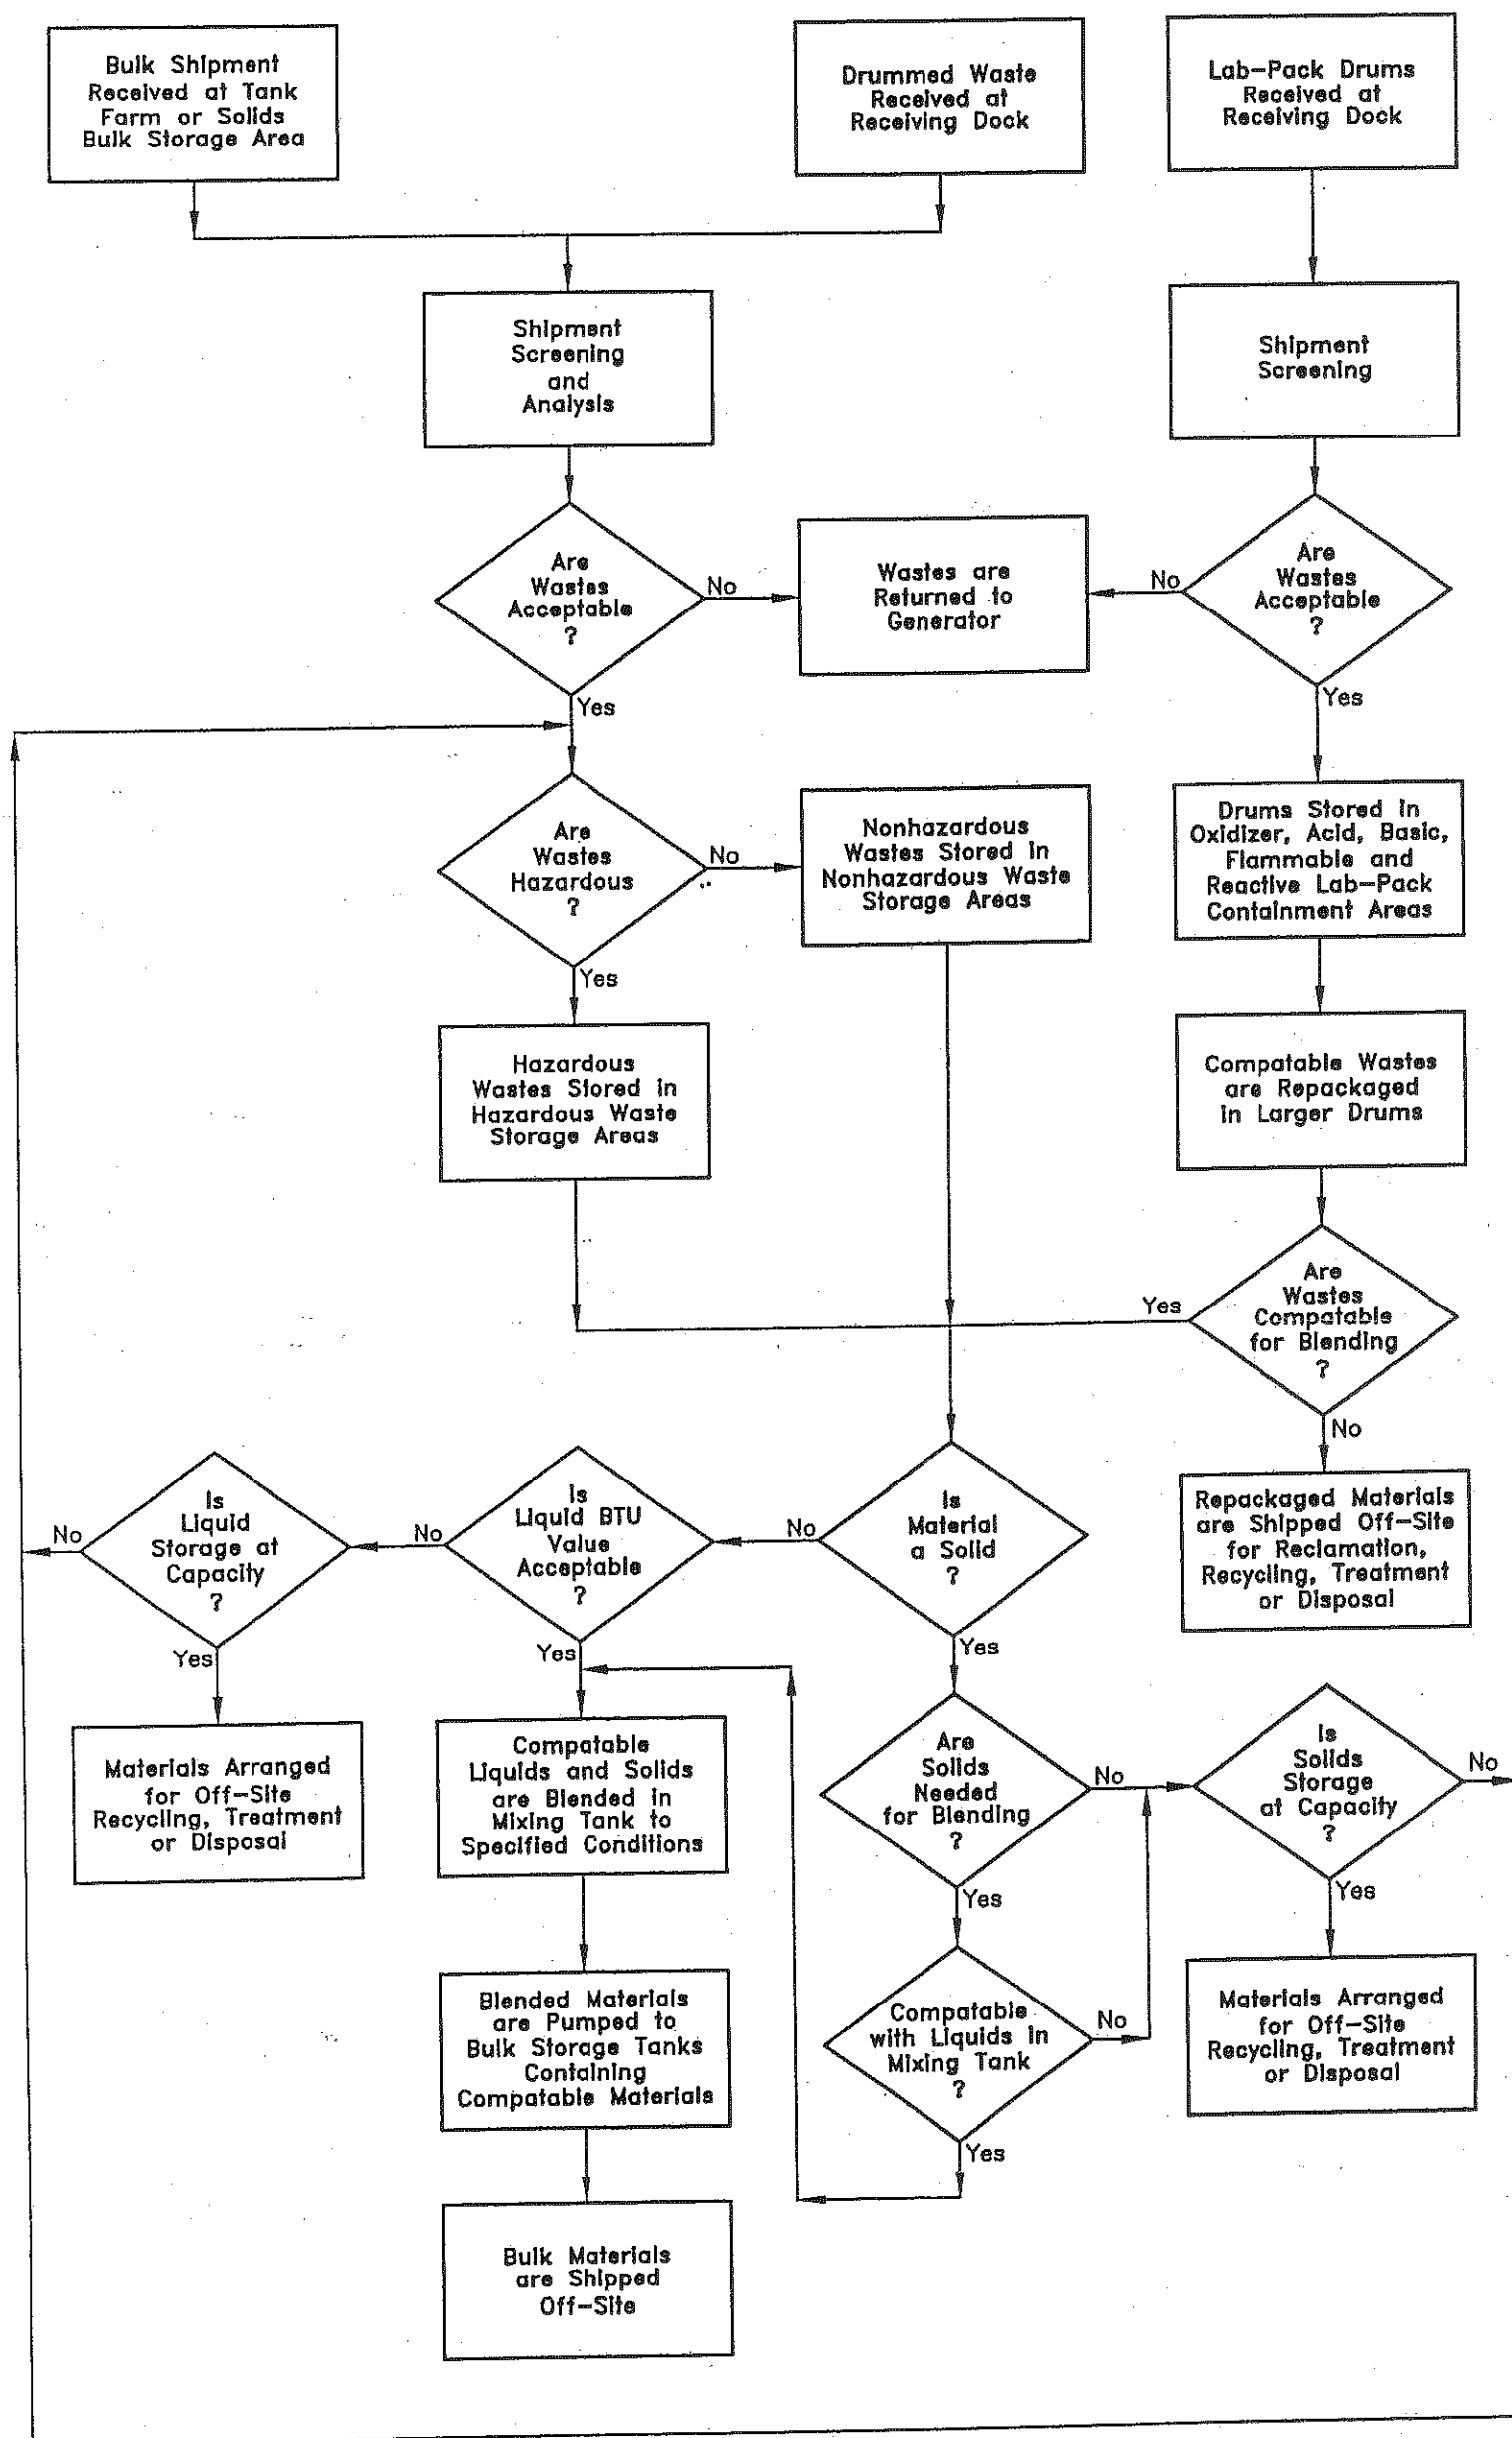 Bulk Shipment
Received at Tank
Farm or Solids
Bulk Storage Area
Drummed Waste
Received at
Receiving Dock
Lab-Pack Drums
Received at
Receiving Dock
Shipment
Screening
and
Analysis
Shipment
Screening
Are
Wastes
Acceptable
?
No
Wastes are
Returned to
Generator
No
Are
Wastes
Acceptable
?
Yes
Yes
Are
Wastes
Hazardous
?
No
Nonhazardous
Wastes Stored in
Nonhazardous Waste
Storage Areas
Drums Stored in
Oxidizer, Acid, Basic,
Flammable and
Reactive Lab-Pack
Containment Areas
Yes
Hazardous
Wastes Stored in
Hazardous Waste
Storage Areas
Compatable Wastes
are Repackaged
in Larger Drums
Yes
Are
Wastes
Compatable
for Blending
?
No
No
Is
Liquid
Storage at
Capacity
?
No
Is
Liquid BTU
Value
Acceptable
?
No
Is
Material
a Solid
?
Repackaged Materials
are Shipped Off-Site
for Reclamation,
Recycling, Treatment
or Disposal
Yes
Yes
Yes
Materials Arranged
for Off-Site
Recycling, Treatment
or Disposal
Compatable
Liquids and Solids
are Blended in
Mixing Tank to
Specified Conditions
Are
Solids
Needed
for Blending
?
No
Is
Solids
Storage
at Capacity
?
No
Yes
Yes
Blended Materials
are Pumped to
Bulk Storage Tanks
Containing
Compatable Materials
Compatable
with Liquids in
Mixing Tank
?
No
Materials Arranged
for Off-Site
Recycling, Treatment
or Disposal
Yes
Bulk Materials
are Shipped
Off-Site